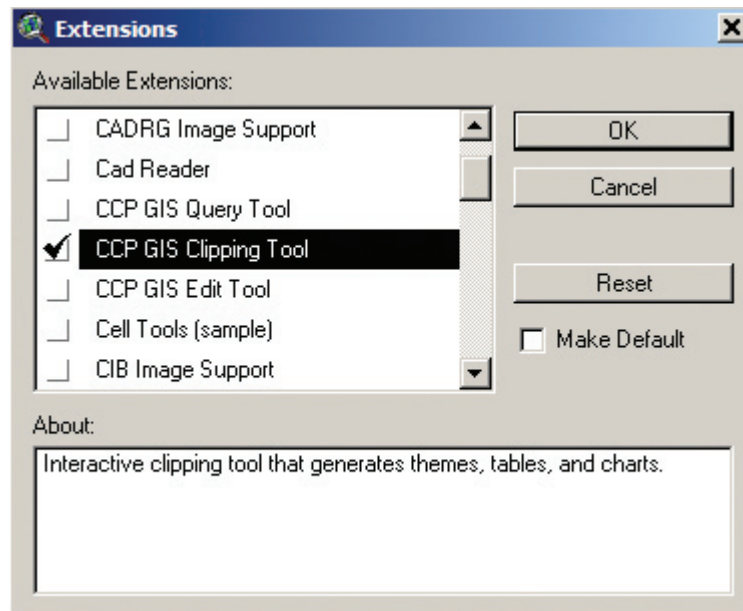 Extensions
Available Extensions:
CADRG Image Support
Cad Reader
CCP GIS Query Tool
CCP GIS Clipping Tool
CCP GIS Edit Tool
Cell Tools (sample)
CIB Image Support
OK
Cancel
Reset
Make Default
About:
Interactive clipping tool that generates themes, tables, and charts.